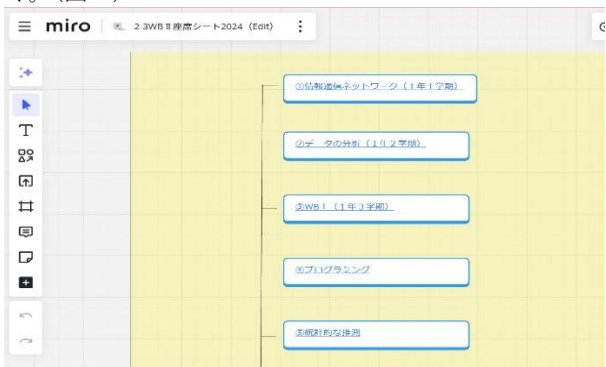 miro
2-3WBⅡ座席シート2024 (Edit)
①情報通信ネットワーク（１年１学期）
②データの分析（１年２学期）
③WBⅠ（１年３学期）
④プログラミング
⑤統計的な推測